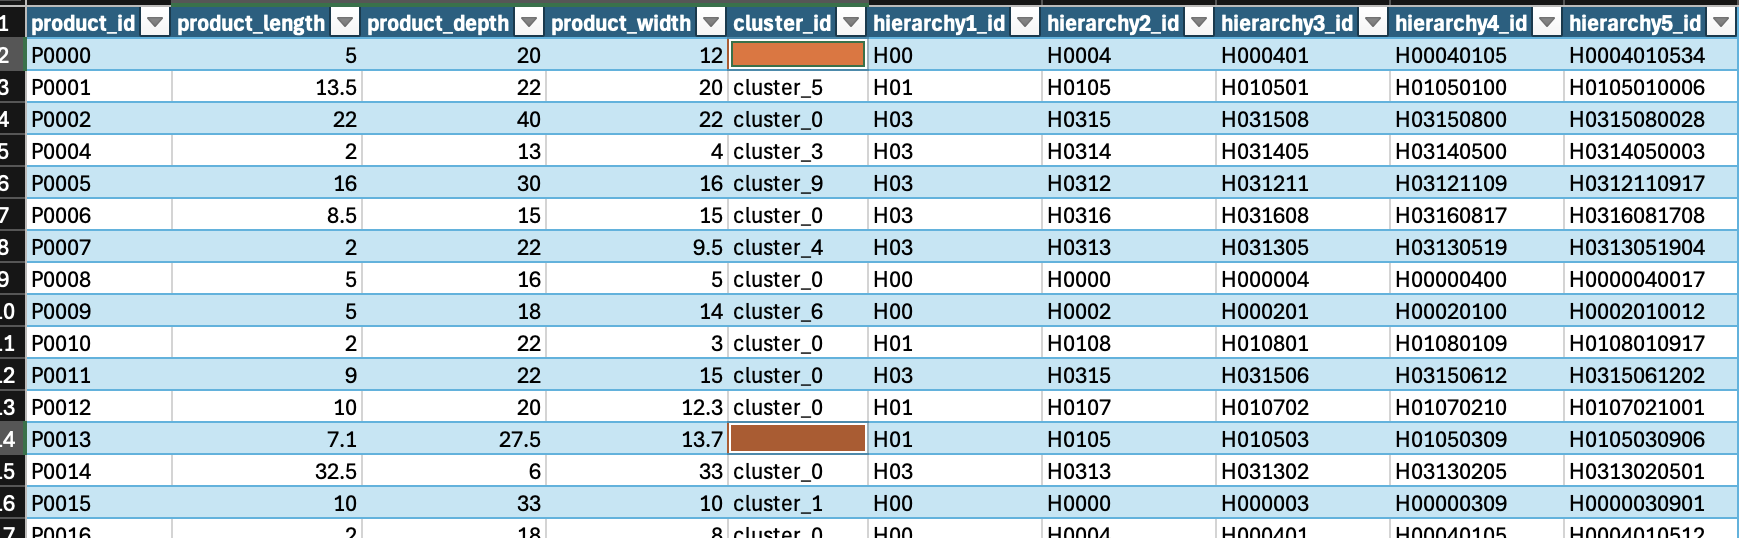 1 product_id product_length product_depth product_width cluster_id hierarchy1_id hierarchy2_id hierarchy3_id hierarchy4_id hierarchy5_id
2 P0000 5 20 12 H00 H0004 H000401 H00040105 H0004010534
3 P0001 13.5 22 20 cluster_5 H01 H0105 H010501 H01050100 H0105010006
4 P0002 22 40 22 cluster_0 H03 H0315 H031508 H03150800 H0315080028
5 P0004 2 13 4 cluster_3 H03 H0314 H031405 H03140500 H0314050003
6 P0005 16 30 16 cluster_9 H03 H0312 H031211 H03121109 H0312110917
7 P0006 8.5 15 15 cluster_0 H03 H0316 H031608 H03160817 H0316081708
8 P0007 2 22 9.5 cluster_4 H03 H0313 H031305 H03130519 H0313051904
9 P0008 5 16 5 cluster_0 H00 H0000 H000004 H00000400 H0000040017
.0 P0009 5 18 14 cluster_6 H00 H0002 H000201 H00020100 H0002010012
.1 P0010 2 22 3 cluster_0 H01 H0108 H010801 H01080109 H0108010917
.2 P0011 9 22 15 cluster_0 H03 H0315 H031506 H03150612 H0315061202
.3 P0012 10 20 12.3 cluster_0 H01 H0107 H010702 H01070210 H0107021001
.4 P0013 7.1 27.5 13.7 H01 H0105 H010503 H01050309 H0105030906
.5 P0014 32.5 6 33 cluster_0 H03 H0313 H031302 H03130205 H0313020501
.6 P0015 10 33 10 cluster_1 H00 H0000 H000003 H00000309 H0000030901
.7 P0016 2 18 8 cluster_0 H00 H0004 H000401 H00040105 H0004010512